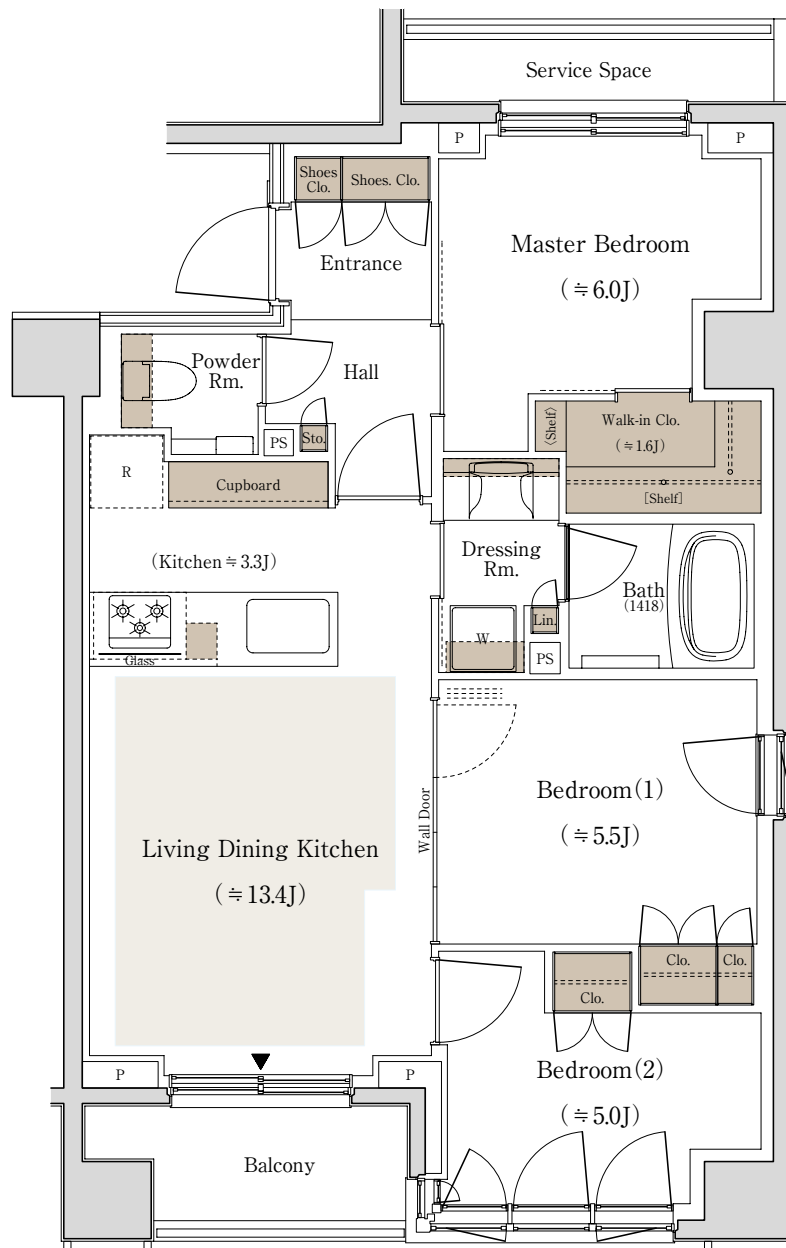 Service Space
P
P
Shoes
Clo.
Shoes. Clo.
Master Bedroom
(≒6.0J)
Entrance
Powder
Rm.
Hall
Walk-in Clo.
(≒1.6J)
〈Shelf〉
[Shelf]
PS
Sto.
R
Cupboard
(Kitchen≒3.3J)
Dressing
Rm.
Bath
(1418)
Lin.
W
PS
Glass
Wall Door
Bedroom(1)
(≒5.5J)
Living Dining Kitchen
(≒13.4J)
Clo.
Clo.
Clo.
Bedroom(2)
(≒5.0J)
P
P
Balcony